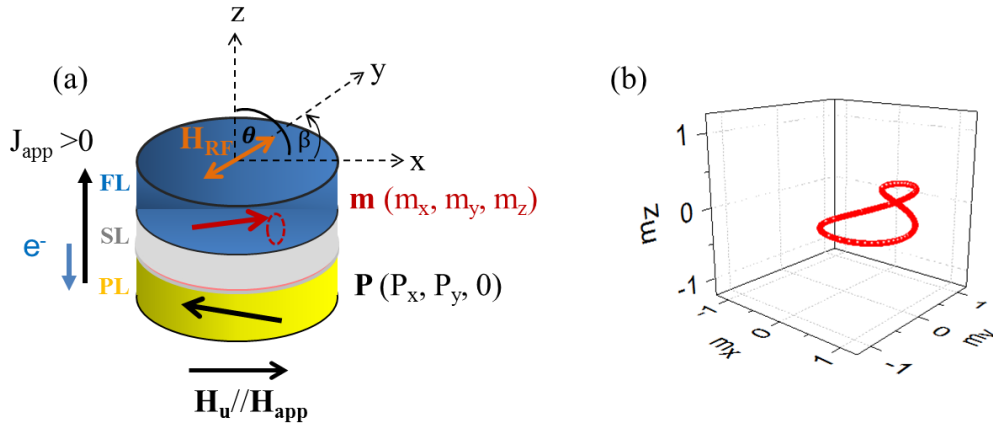 (a)
z
y
θ
β
H_RF
x
J_app >0
FL
m (m_x, m_y, m_z)
SL
e⁻
PL
P (P_x, P_y, 0)
H_u//H_app
(b)
m_z
1
0
-1
-1
0
1
m_x
1
0
-1
m_y